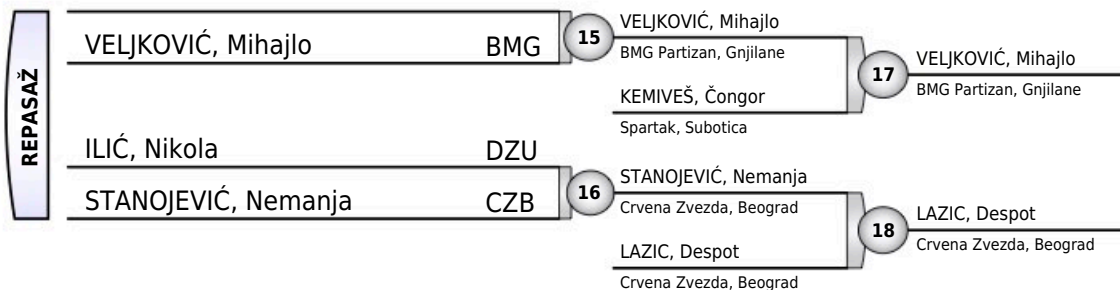 REPASAŽ
VELJKOVIĆ, Mihajlo BMG
15
VELJKOVIĆ, Mihajlo
BMG Partizan, Gnjilane
KEMIVEŠ, Čongor
Spartak, Subotica
17
VELJKOVIĆ, Mihajlo
BMG Partizan, Gnjilane
ILIĆ, Nikola DZU
STANOJEVIĆ, Nemanja CZB
16
STANOJEVIĆ, Nemanja
Crvena Zvezda, Beograd
LAZIC, Despot
Crvena Zvezda, Beograd
18
LAZIC, Despot
Crvena Zvezda, Beograd